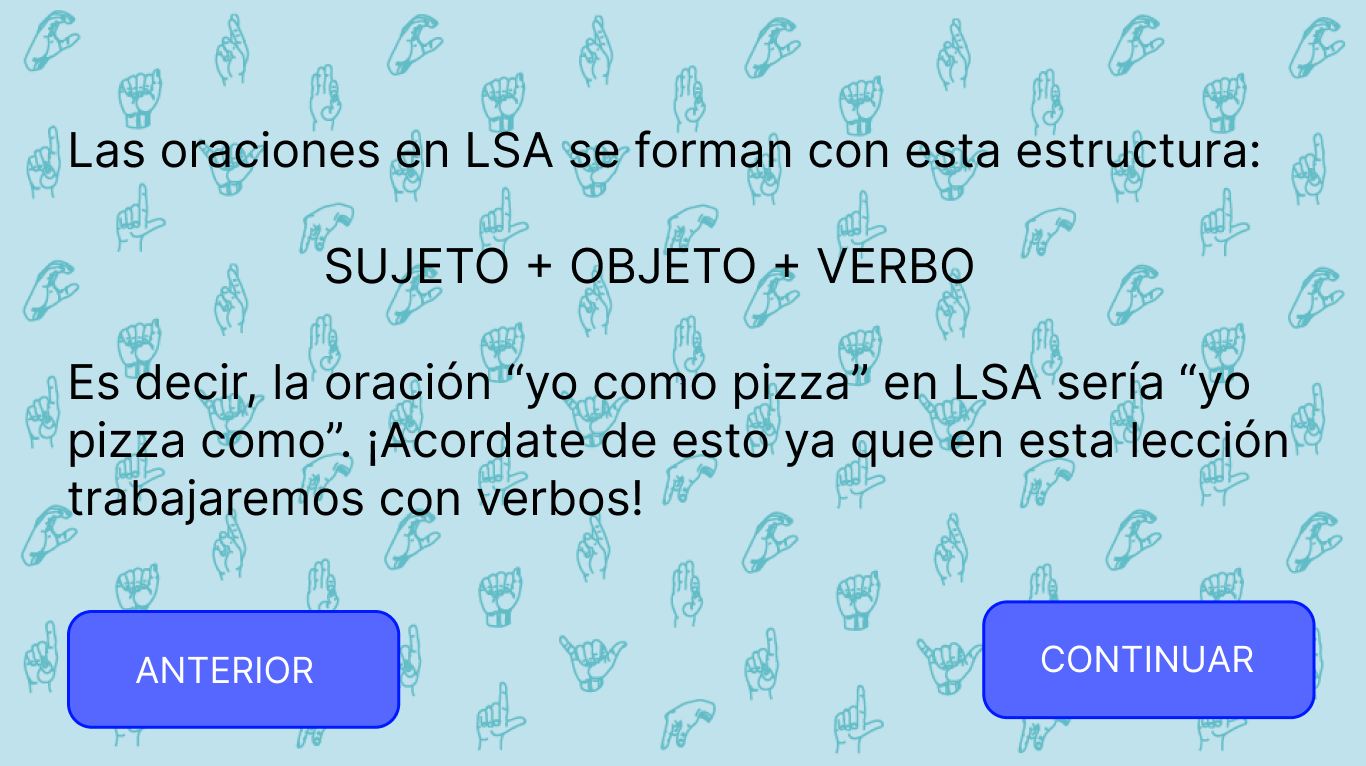 Las oraciones en LSA se forman con esta estructura:
SUJETO + OBJETO + VERBO
Es decir, la oración “yo como pizza” en LSA sería “yo
pizza como”. ¡Acordate de esto ya que en esta lección
trabajaremos con verbos!
ANTERIOR
CONTINUAR